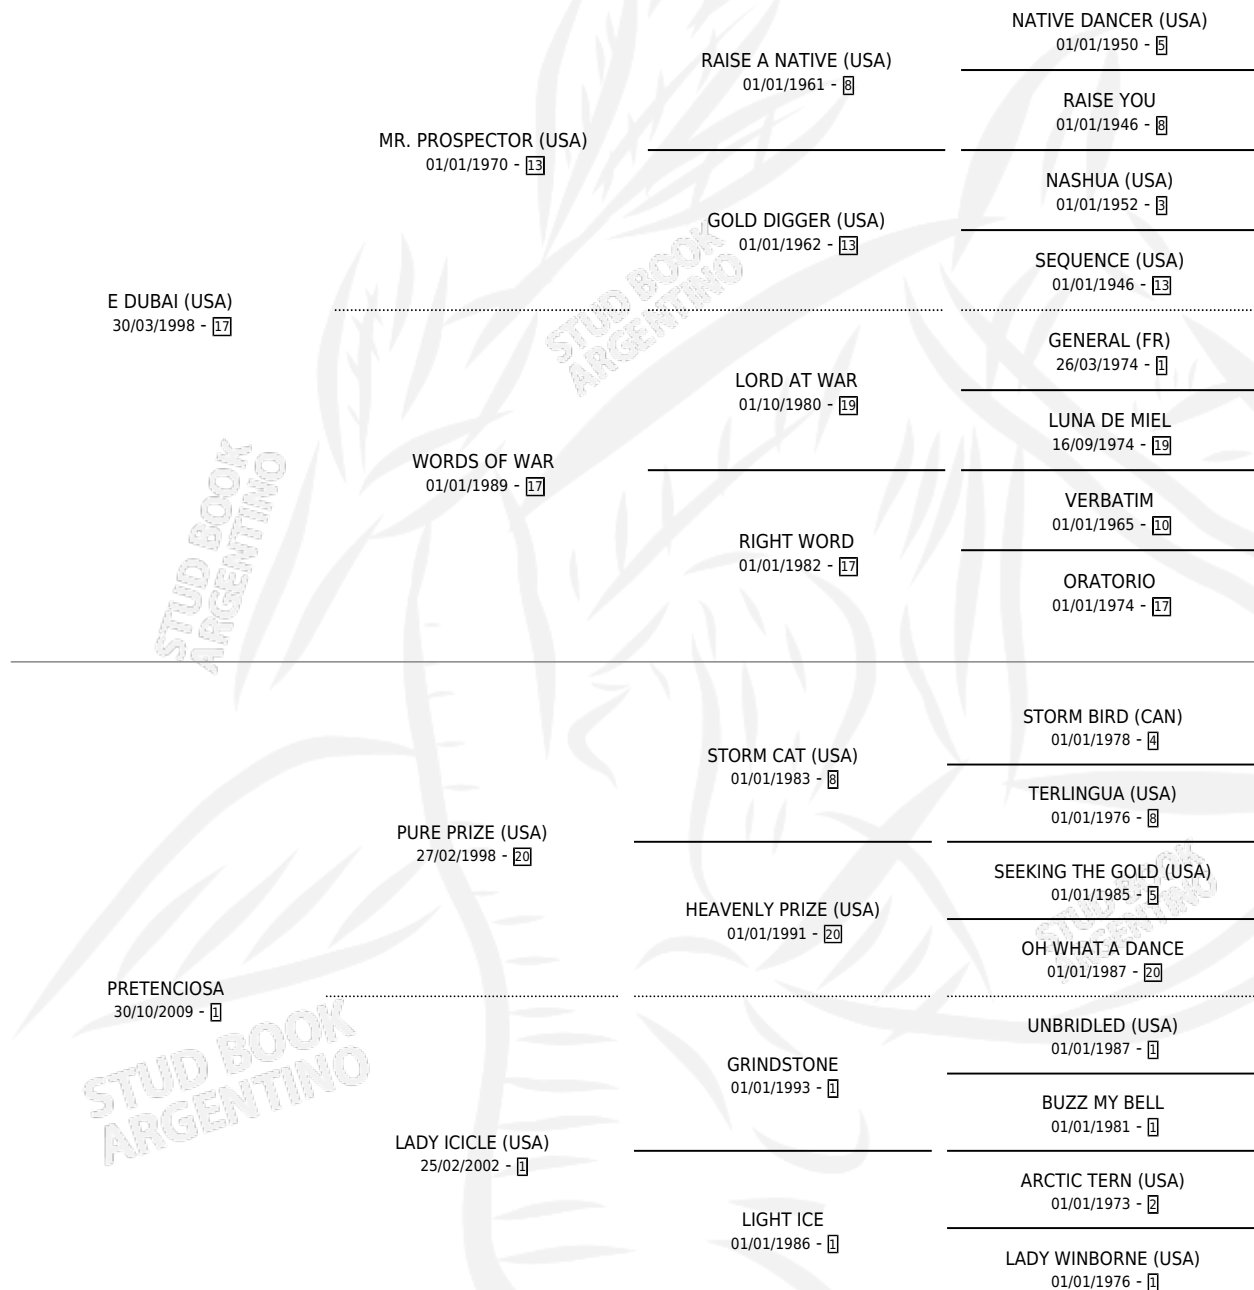 NATIVE DANCER (USA)
01/01/1950 - 5
RAISE A NATIVE (USA)
01/01/1961 - 8
RAISE YOU
01/01/1946 - 8
MR. PROSPECTOR (USA)
01/01/1970 - 13
NASHUA (USA)
01/01/1952 - 3
GOLD DIGGER (USA)
01/01/1962 - 13
SEQUENCE (USA)
01/01/1946 - 13
E DUBAI (USA)
30/03/1998 - 17
GENERAL (FR)
26/03/1974 - 1
LORD AT WAR
01/10/1980 - 19
LUNA DE MIEL
16/09/1974 - 19
WORDS OF WAR
01/01/1989 - 17
VERBATIM
01/01/1965 - 10
RIGHT WORD
01/01/1982 - 17
ORATORIO
01/01/1974 - 17
STORM BIRD (CAN)
01/01/1978 - 4
STORM CAT (USA)
01/01/1983 - 8
TERLINGUA (USA)
01/01/1976 - 8
PURE PRIZE (USA)
27/02/1998 - 20
SEEKING THE GOLD (USA)
01/01/1985 - 5
HEAVENLY PRIZE (USA)
01/01/1991 - 20
OH WHAT A DANCE
01/01/1987 - 20
PRETENCIOSA
30/10/2009 - 1
UNBRIDLED (USA)
01/01/1987 - 1
GRINDSTONE
01/01/1993 - 1
BUZZ MY BELL
01/01/1981 - 1
LADY ICICLE (USA)
25/02/2002 - 1
ARCTIC TERN (USA)
01/01/1973 - 2
LIGHT ICE
01/01/1986 - 1
LADY WINBORNE (USA)
01/01/1976 - 1
STUD BOOK
ARGENTINO
STUD BOOK
ARGENTINO
STUD BOOK
ARGENTINO
STUD BOOK
ARGENTINO